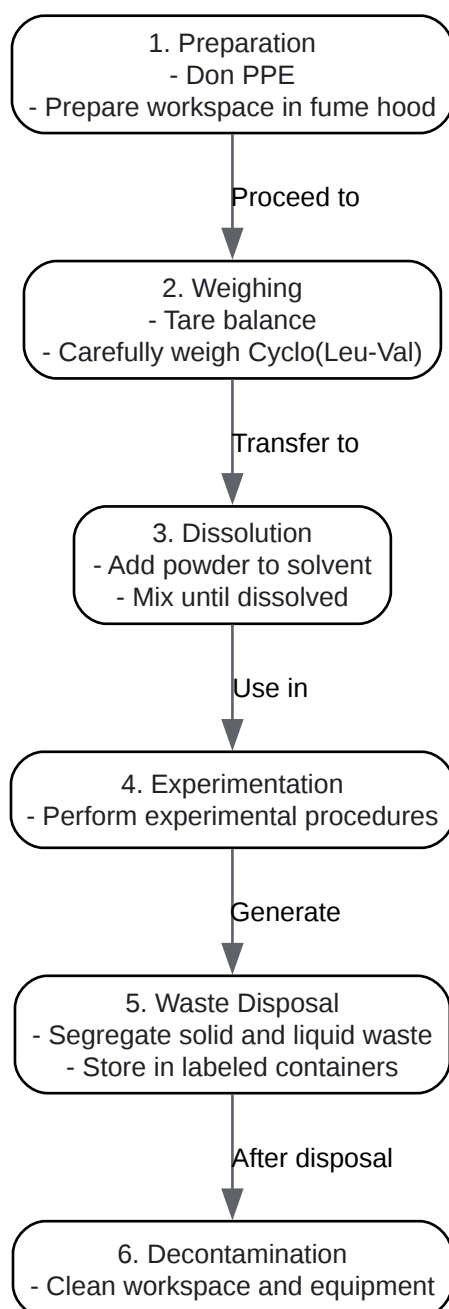 1. Preparation
- Don PPE
- Prepare workspace in fume hood
Proceed to
2. Weighing
- Tare balance
- Carefully weigh Cyclo(Leu-Val)
Transfer to
3. Dissolution
- Add powder to solvent
- Mix until dissolved
Use in
4. Experimentation
- Perform experimental procedures
Generate
5. Waste Disposal
- Segregate solid and liquid waste
- Store in labeled containers
After disposal
6. Decontamination
- Clean workspace and equipment